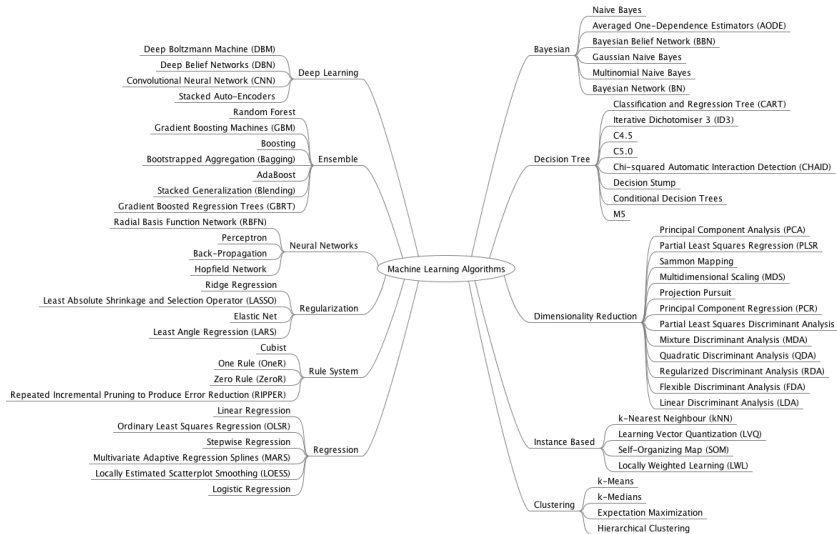 Machine Learning Algorithms
Deep Learning
Deep Boltzmann Machine (DBM)
Deep Belief Networks (DBN)
Convolutional Neural Network (CNN)
Stacked Auto-Encoders
Ensemble
Random Forest
Gradient Boosting Machines (GBM)
Boosting
Bootstrapped Aggregation (Bagging)
AdaBoost
Stacked Generalization (Blending)
Gradient Boosted Regression Trees (GBRT)
Neural Networks
Radial Basis Function Network (RBFN)
Perceptron
Back-Propagation
Hopfield Network
Regularization
Ridge Regression
Least Absolute Shrinkage and Selection Operator (LASSO)
Elastic Net
Least Angle Regression (LARS)
Rule System
Cubist
One Rule (OneR)
Zero Rule (ZeroR)
Repeated Incremental Pruning to Produce Error Reduction (RIPPER)
Regression
Linear Regression
Ordinary Least Squares Regression (OLSR)
Stepwise Regression
Multivariate Adaptive Regression Splines (MARS)
Locally Estimated Scatterplot Smoothing (LOESS)
Logistic Regression
Bayesian
Naive Bayes
Averaged One-Dependence Estimators (AODE)
Bayesian Belief Network (BBN)
Gaussian Naive Bayes
Multinomial Naive Bayes
Bayesian Network (BN)
Decision Tree
Classification and Regression Tree (CART)
Iterative Dichotomiser 3 (ID3)
C4.5
C5.0
Chi-squared Automatic Interaction Detection (CHAID)
Decision Stump
Conditional Decision Trees
M5
Dimensionality Reduction
Principal Component Analysis (PCA)
Partial Least Squares Regression (PLSR
Sammon Mapping
Multidimensional Scaling (MDS)
Projection Pursuit
Principal Component Regression (PCR)
Partial Least Squares Discriminant Analysis
Mixture Discriminant Analysis (MDA)
Quadratic Discriminant Analysis (QDA)
Regularized Discriminant Analysis (RDA)
Flexible Discriminant Analysis (FDA)
Linear Discriminant Analysis (LDA)
Instance Based
k-Nearest Neighbour (kNN)
Learning Vector Quantization (LVQ)
Self-Organizing Map (SOM)
Locally Weighted Learning (LWL)
Clustering
k-Means
k-Medians
Expectation Maximization
Hierarchical Clustering